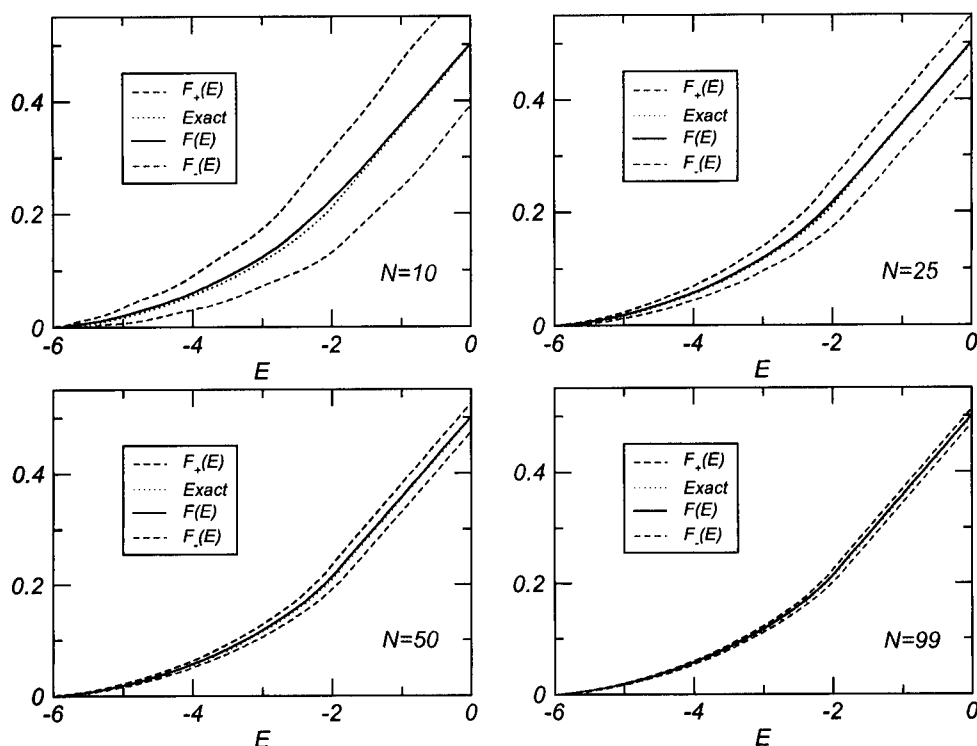 0.4
0.2
0
F₊(E)
Exact
F(E)
F₋(E)
N=10
-6
-4
-2
0
E
0.4
0.2
0
F₊(E)
Exact
F(E)
F₋(E)
N=25
-6
-4
-2
0
E
0.4
0.2
0
F₊(E)
Exact
F(E)
F₋(E)
N=50
-6
-4
-2
0
E
0.4
0.2
0
F₊(E)
Exact
F(E)
F₋(E)
N=99
-6
-4
-2
0
E